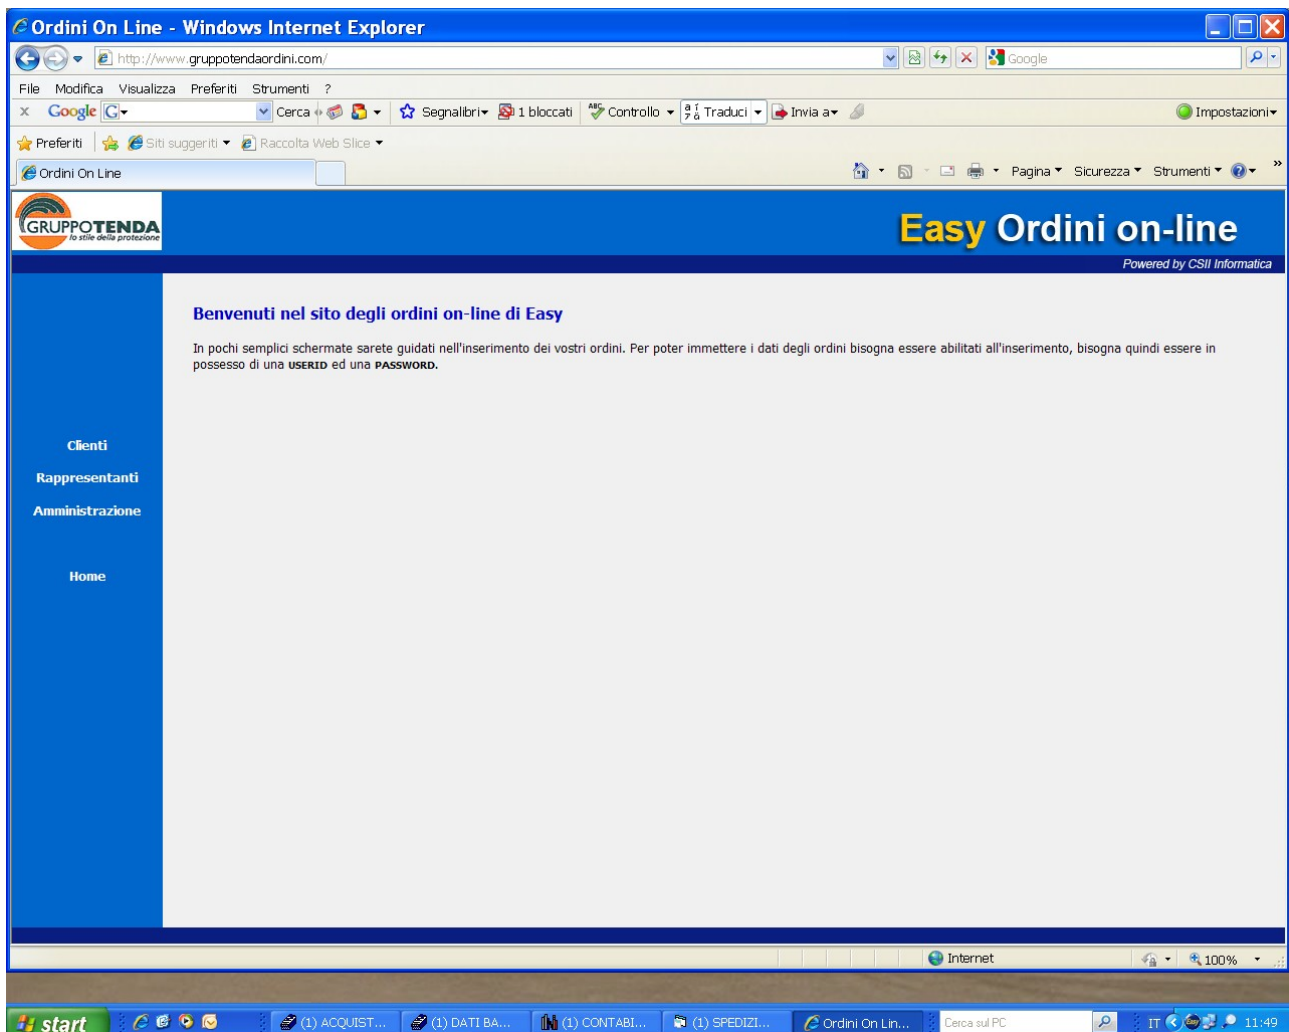 Ordini On Line - Windows Internet Explorer
http://www.gruppotendaordini.com/
Google
File Modifica Visualizza Preferiti Strumenti ?
x Google G Cerca Segnalibri 1 bloccati Controllo Traduci Invia a Impostazioni
Preferiti Siti suggeriti Raccolta Web Slice
Ordini On Line Pagina Sicurezza Strumenti »
GRUPPOTENDA
lo stile della protezione
Easy Ordini on-line
Powered by CSII Informatica
Benvenuti nel sito degli ordini on-line di Easy
In pochi semplici schermate sarete guidati nell'inserimento dei vostri ordini. Per poter immettere i dati degli ordini bisogna essere abilitati all'inserimento, bisogna quindi essere in
possesso di una USERID ed una PASSWORD.
Clienti
Rappresentanti
Amministrazione
Home
Internet 100%
start (1) ACQUIST... (1) DATI BA... (1) CONTABI... (1) SPEDIZI... Ordini On Lin... Cerca sul PC IT 11:49